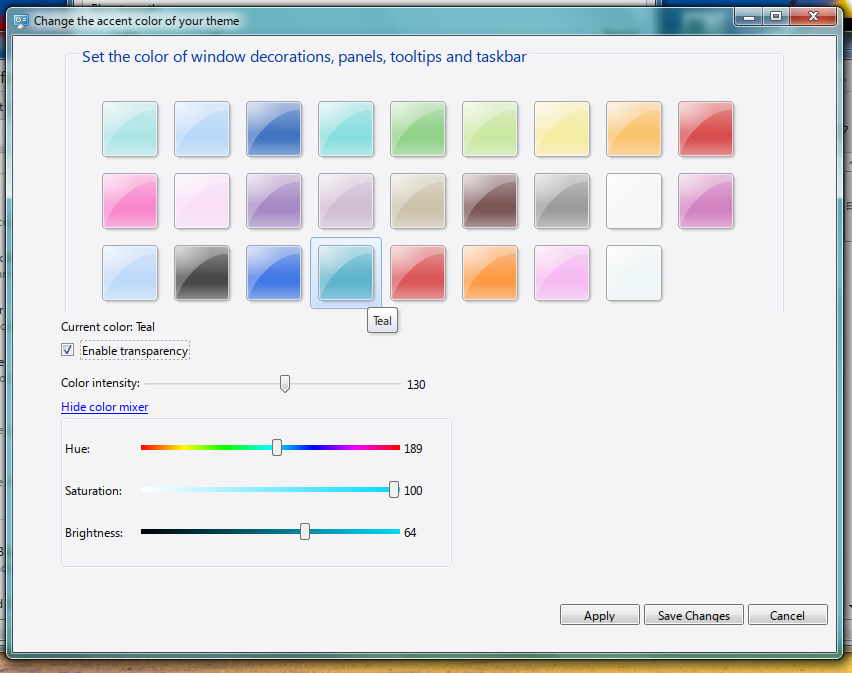 Change the accent color of your theme
Set the color of window decorations, panels, tooltips and taskbar
Teal
Current color: Teal
Enable transparency
Color intensity: 130
Hide color mixer
Hue: 189
Saturation: 100
Brightness: 64
Apply Save Changes Cancel